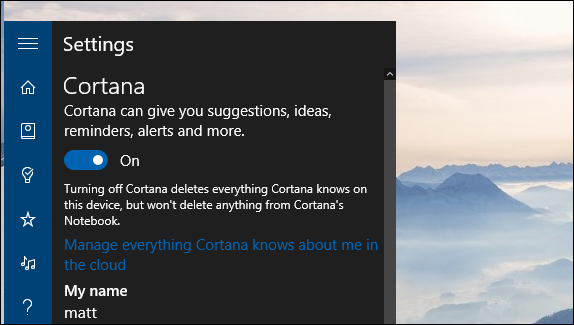 Settings
Cortana
Cortana can give you suggestions, ideas,
reminders, alerts and more.
On
Turning off Cortana deletes everything Cortana knows on
this device, but won't delete anything from Cortana's
Notebook.
Manage everything Cortana knows about me in
the cloud
My name
matt